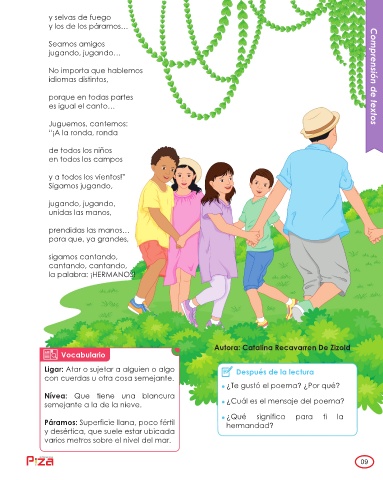 y selvas de fuego
y los de los páramos...
Seamos amigos
jugando, jugando...
No importa que hablemos
idiomas distintos,
porque en todas partes
es igual el canto...
Juguemos, cantemos:
"¡A la ronda, ronda
de todos los niños
en todos los campos
y a todos los vientos!"
Sigamos jugando,
jugando, jugando,
unidas las manos,
prendidas las manos...
para que, ya grandes,
sigamos cantando,
cantando, cantando,
la palabra: ¡HERMANOS!
Comprensión de textos
Autora: Catalina Recavarren De Zizold
Vocabulario
Ligar: Atar o sujetar a alguien o algo
con cuerdas u otra cosa semejante.
Nívea: Que tiene una blancura
semejante a la de la nieve.
Páramos: Superficie llana, poco fértil
y desértica, que suele estar ubicada
varios metros sobre el nivel del mar.
Después de la lectura
¿Te gustó el poema? ¿Por qué?
¿Cuál es el mensaje del poema?
¿Qué significa para ti la
hermandad?
09